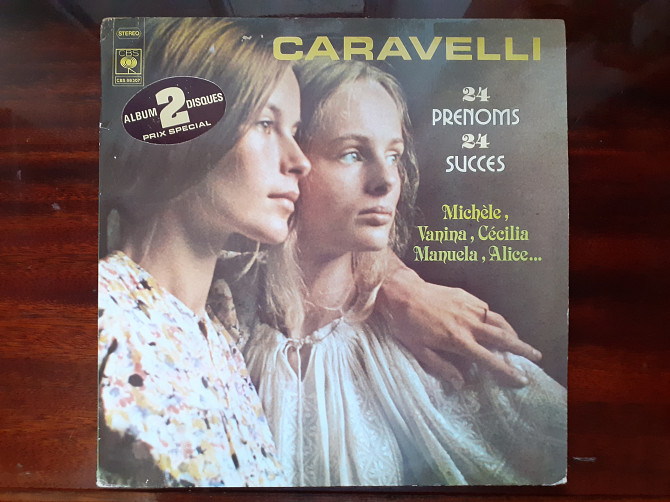 STEREO
CBS
CBS 88307
ALBUM 2 DISQUES
PRIX SPECIAL
CARAVELLI
24
PRENOMS
24
SUCCES
Michèle,
Vanina, Cécilia
Manuela, Alice...